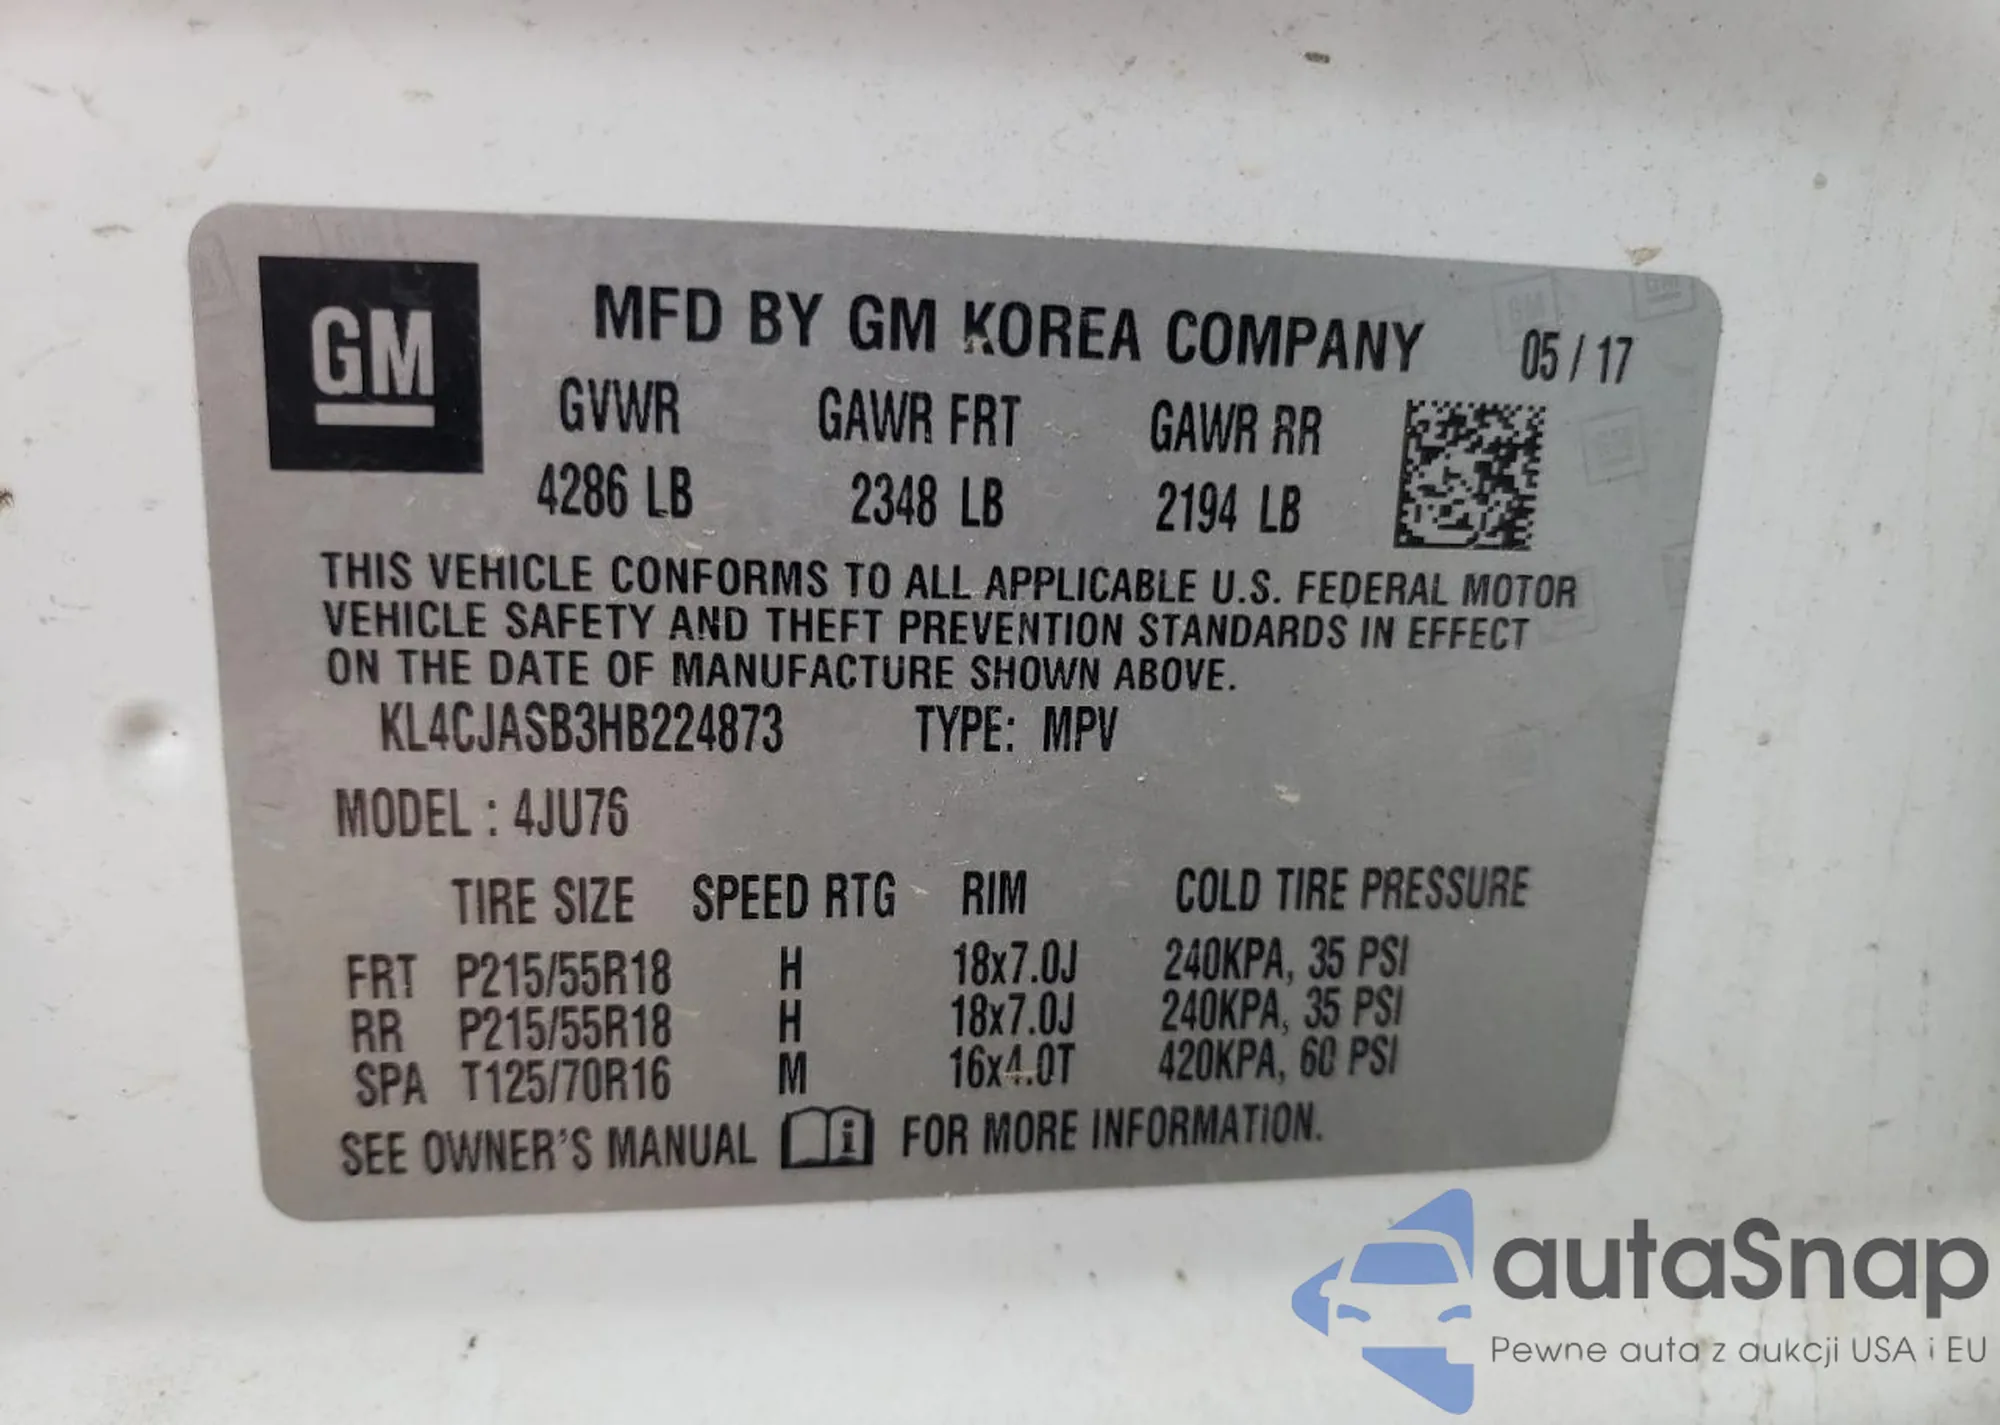 GM
MFD BY GM KOREA COMPANY 05 / 17
GVWR GAWR FRT GAWR RR
4286 LB 2348 LB 2194 LB
THIS VEHICLE CONFORMS TO ALL APPLICABLE U.S. FEDERAL MOTOR
VEHICLE SAFETY AND THEFT PREVENTION STANDARDS IN EFFECT
ON THE DATE OF MANUFACTURE SHOWN ABOVE.
KL4CJASB3HB224873 TYPE: MPV
MODEL : 4JU76
TIRE SIZE SPEED RTG RIM COLD TIRE PRESSURE
FRT P215/55R18 H 18x7.0J 240KPA, 35 PSI
RR P215/55R18 H 18x7.0J 240KPA, 35 PSI
SPA T125/70R16 M 16x4.0T 420KPA, 60 PSI
SEE OWNER'S MANUAL i FOR MORE INFORMATION.
autaSnap
Pewne auta z aukcji USA i EU